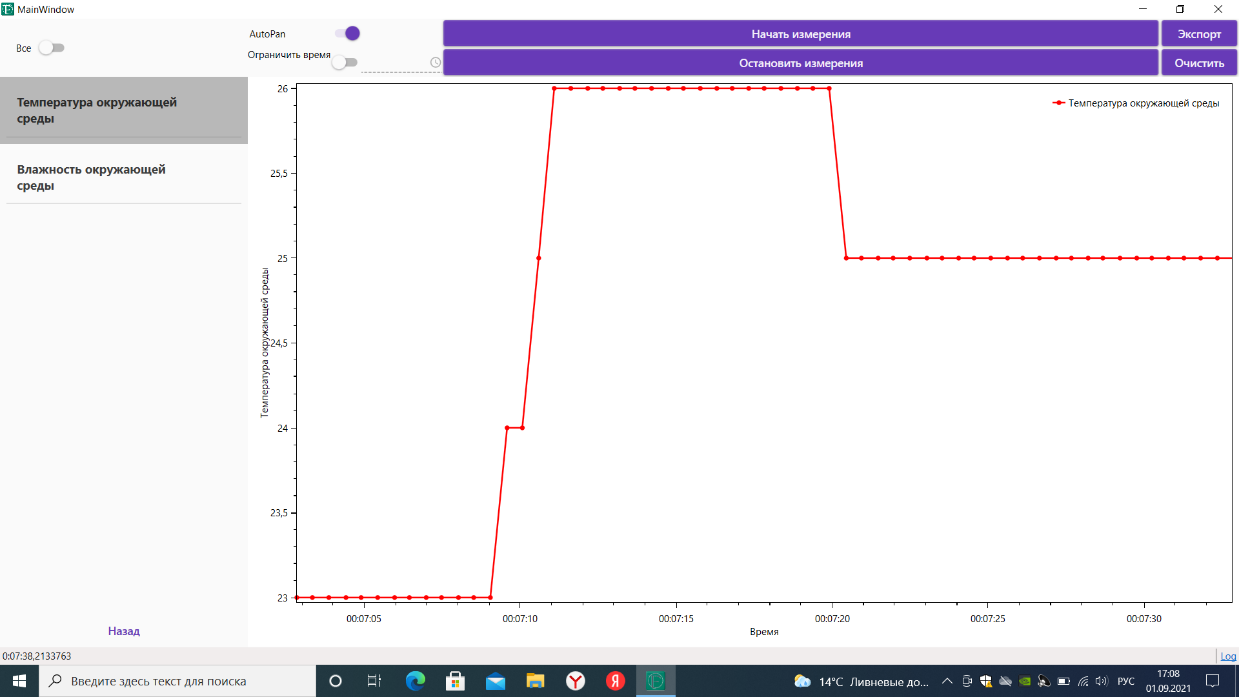 MainWindow
Все
AutoPan
Ограничить время
Начать измерения
Экспорт
Остановить измерения
Очистить
Температура окружающей
среды
Влажность окружающей
среды
Назад
Температура окружающей среды
26
25,5
25
24,5
24
23,5
23
Температура окружающей среды
00:07:05
00:07:10
00:07:15
00:07:20
00:07:25
00:07:30
Время
0:07:38,2133763
Log
Введите здесь текст для поиска
14°C Ливневые до...
РУС
17:08
01.09.2021